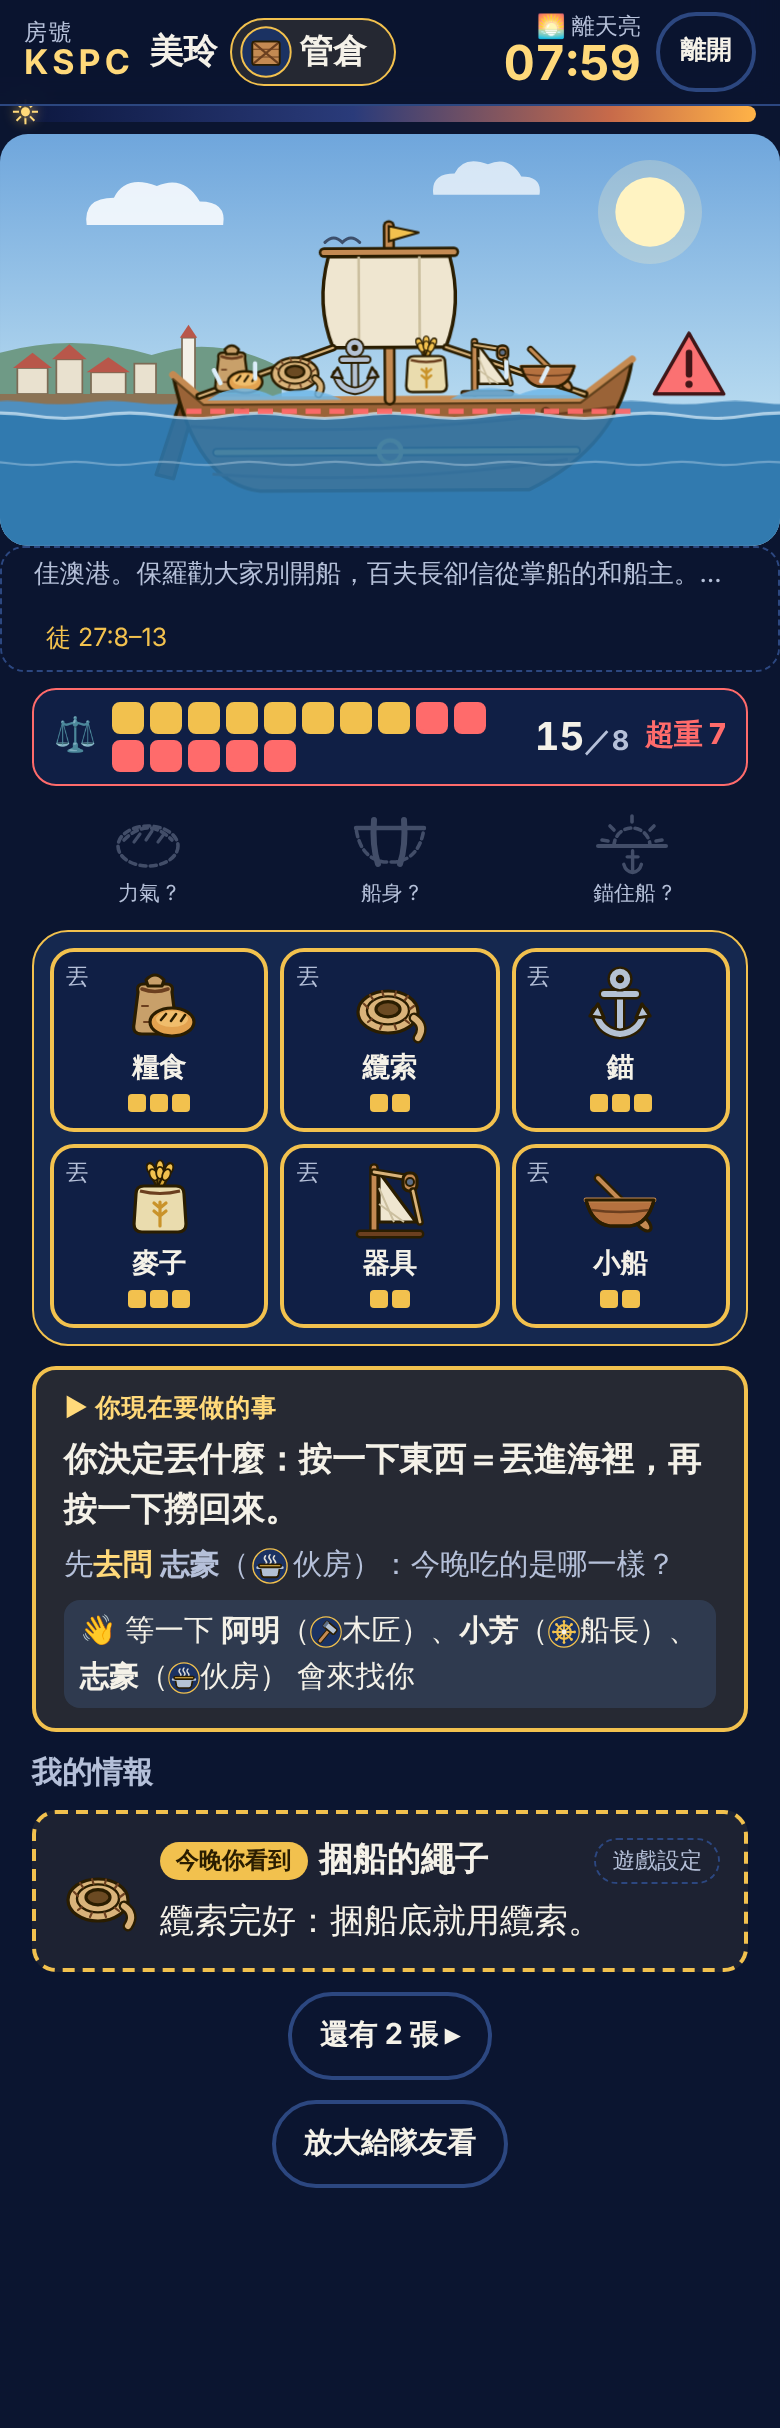 房號
KSPC
美玲
管倉
🌅 離天亮
07:59
離開
佳澳港。保羅勸大家別開船，百夫長卻信從掌船的和船主。...
徒 27:8–13
15／8 超重 7
力氣 ?
船身 ?
錨住船 ?
丟
糧食
丟
纜索
丟
錨
丟
麥子
丟
器具
丟
小船
▶ 你現在要做的事
你決定丟什麼：按一下東西＝丟進海裡，再
按一下撈回來。
先去問 志豪（伙房）：今晚吃的是哪一樣？
👋 等一下 阿明（木匠）、小芳（船長）、
志豪（伙房） 會來找你
我的情報
今晚你看到 捆船的繩子
遊戲設定
纜索完好：捆船底就用纜索。
還有 2 張 ▸
放大給隊友看